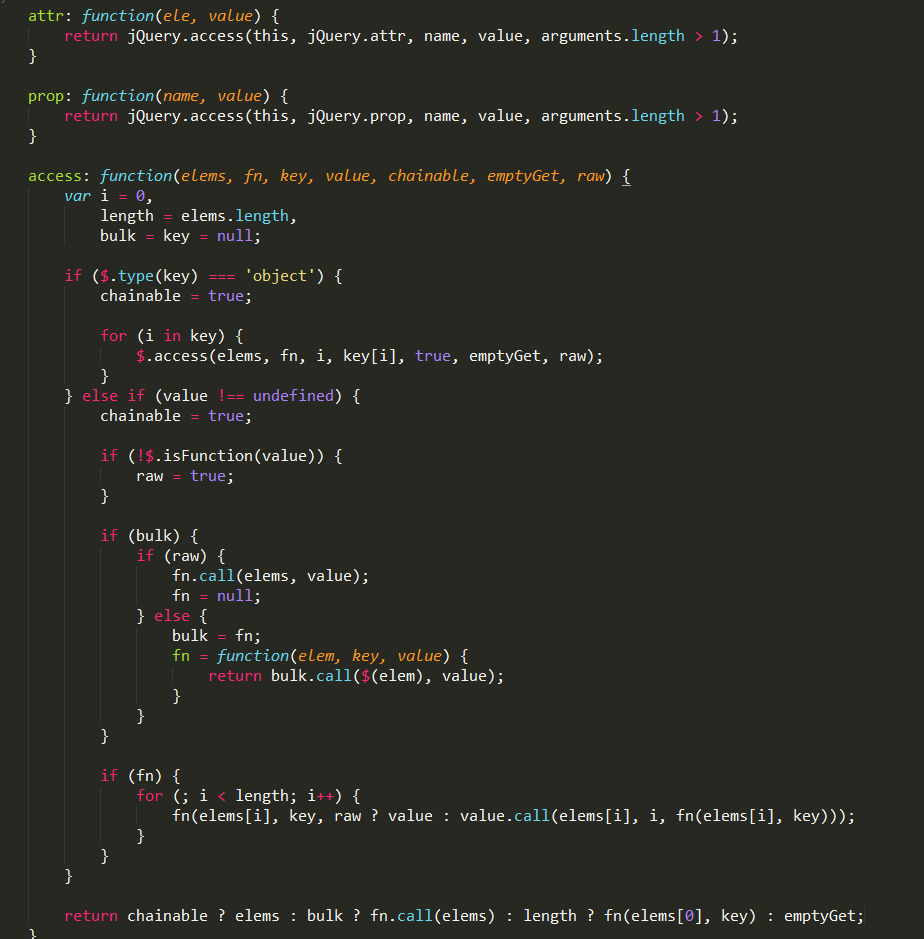 attr: function(ele, value) {
return jQuery.access(this, jQuery.attr, name, value, arguments.length > 1);
}
prop: function(name, value) {
return jQuery.access(this, jQuery.prop, name, value, arguments.length > 1);
}
access: function(elems, fn, key, value, chainable, emptyGet, raw) {
var i = 0,
length = elems.length,
bulk = key = null;
if ($.type(key) === 'object') {
chainable = true;
for (i in key) {
$.access(elems, fn, i, key[i], true, emptyGet, raw);
}
} else if (value !== undefined) {
chainable = true;
if (!$.isFunction(value)) {
raw = true;
}
if (bulk) {
if (raw) {
fn.call(elems, value);
fn = null;
} else {
bulk = fn;
fn = function(elem, key, value) {
return bulk.call($(elem), value);
}
}
}
if (fn) {
for (; i < length; i++) {
fn(elems[i], key, raw ? value : value.call(elems[i], i, fn(elems[i], key)));
}
}
}
return chainable ? elems : bulk ? fn.call(elems) : length ? fn(elems[0], key) : emptyGet;
}